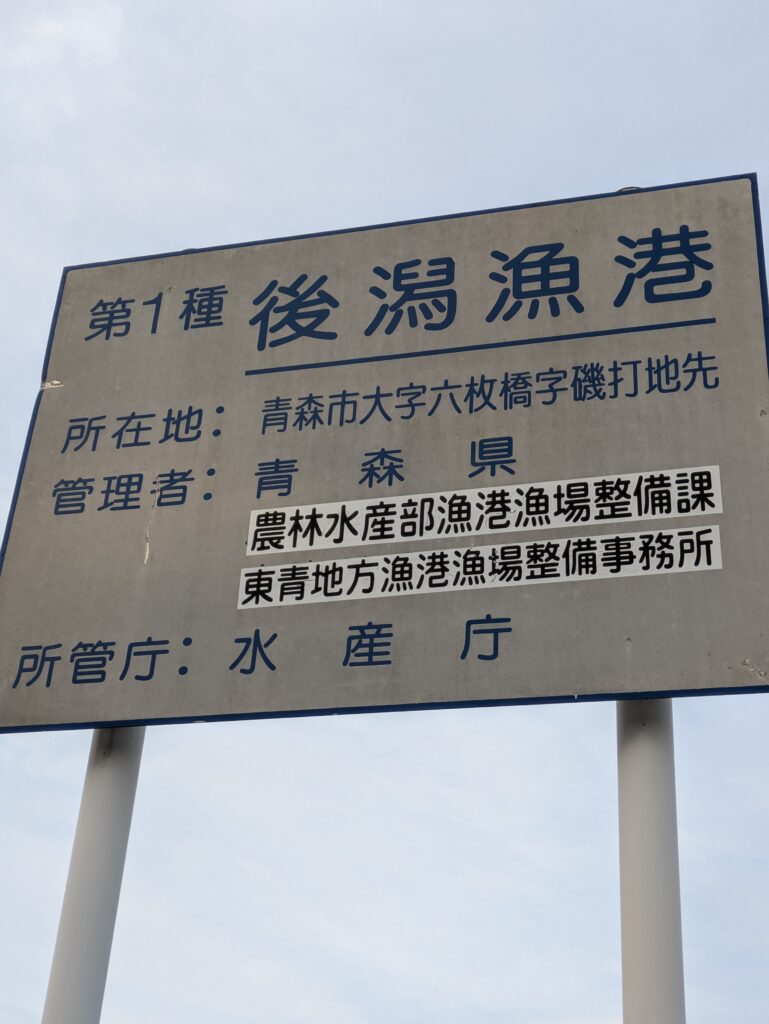 第1種 後潟漁港
所在地：青森市大字六枚橋字磯打地先
管理者：青森県
農林水産部漁港漁場整備課
東青地方漁港漁場整備事務所
所管庁：水産庁